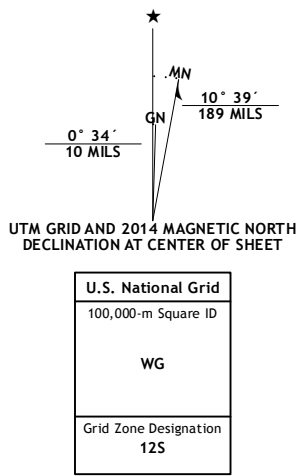 ★
MN
GN
10° 39´
189 MILS
0° 34´
10 MILS
UTM GRID AND 2014 MAGNETIC NORTH
DECLINATION AT CENTER OF SHEET
U.S. National Grid
100,000-m Square ID
WG
Grid Zone Designation
12S